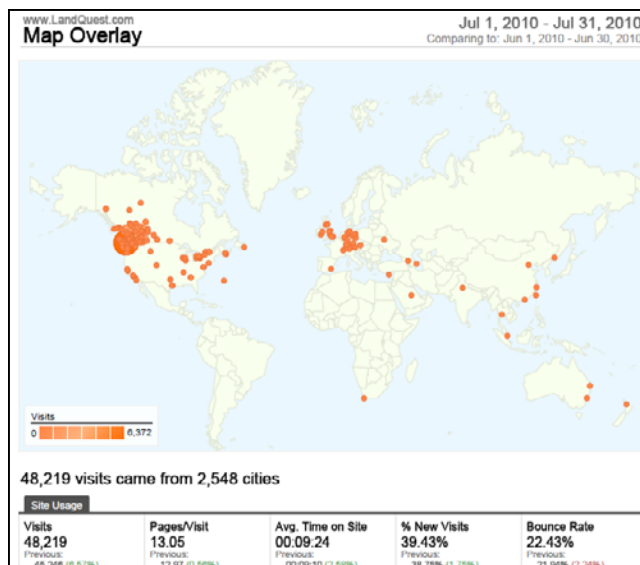 www.LandQuest.com
Map Overlay
Jul 1, 2010 - Jul 31, 2010
Comparing to: Jun 1, 2010 - Jun 30, 2010
Visits
0 6,372
48,219 visits came from 2,548 cities
Site Usage
Visits Pages/Visit Avg. Time on Site % New Visits Bounce Rate
48,219 13.05 00:09:24 39.43% 22.43%
Previous: Previous: Previous: Previous: Previous: